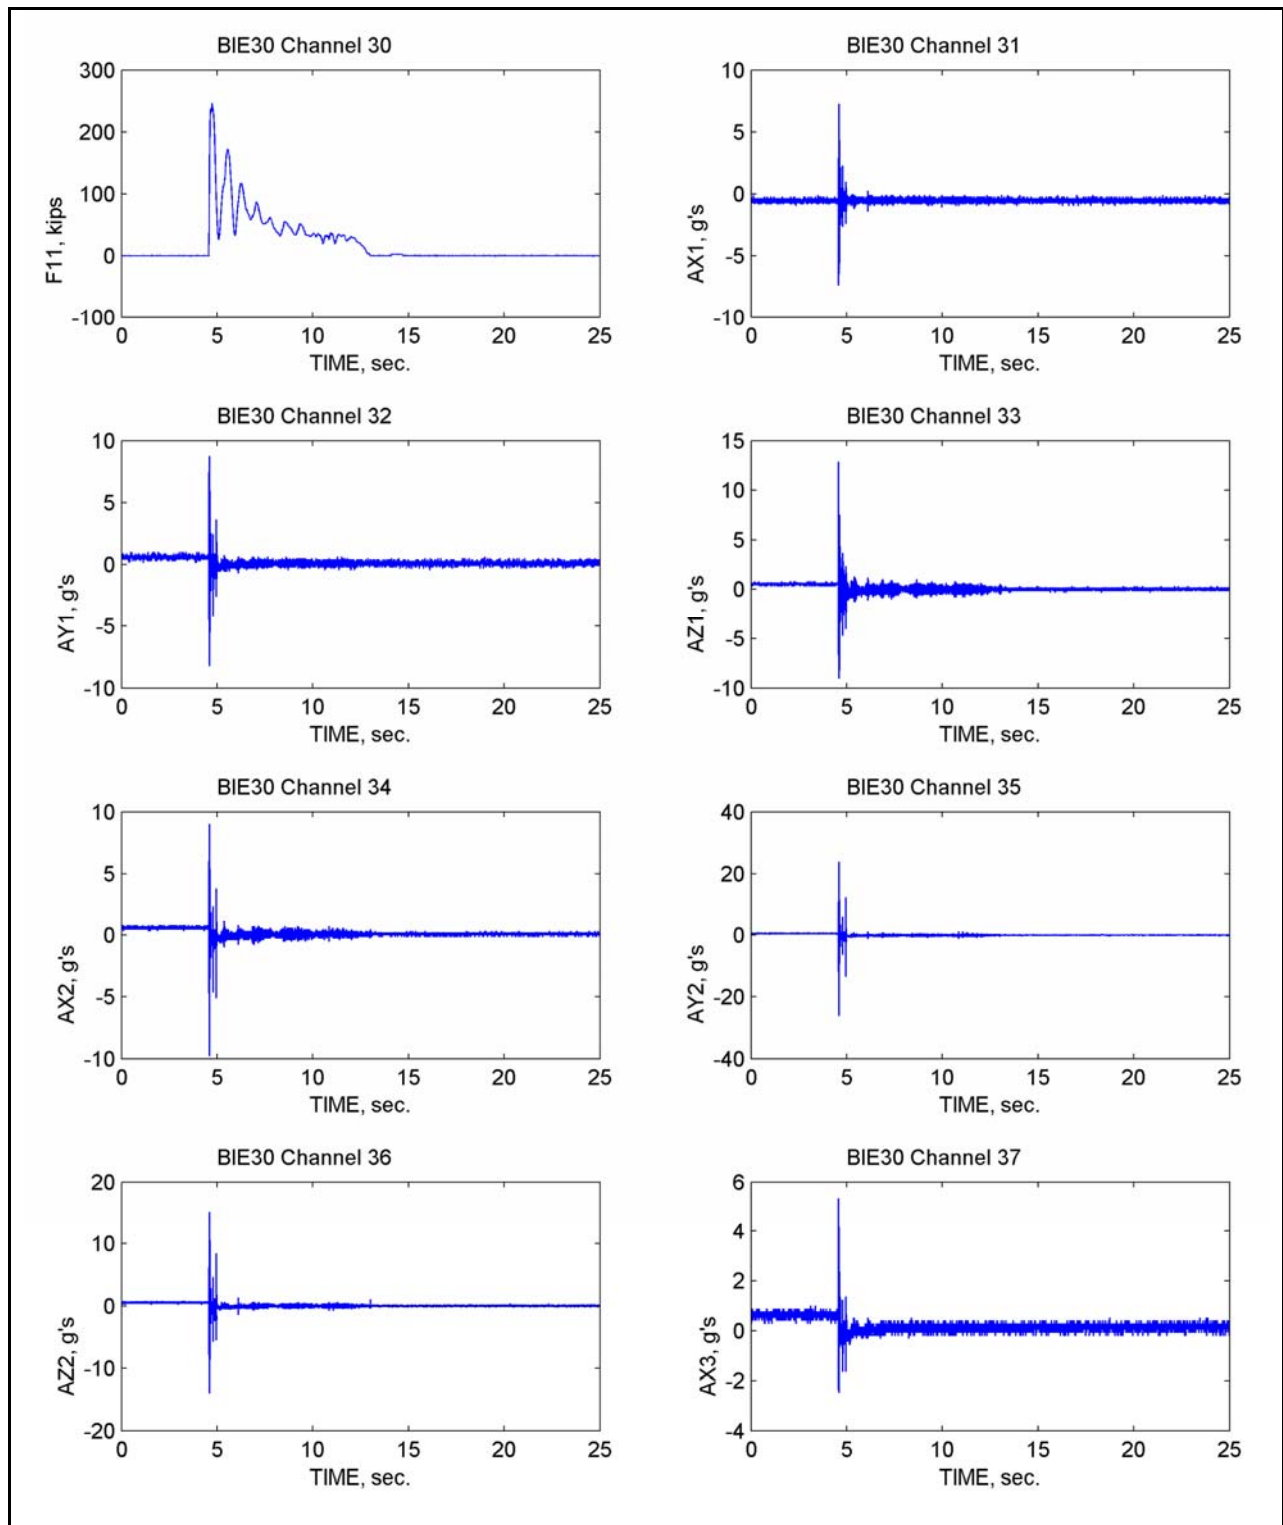 BIE30 Channel 30
300
200
100
0
-100
F11, kips
0 5 10 15 20 25
TIME, sec.
BIE30 Channel 31
10
5
0
-5
-10
AX1, g's
0 5 10 15 20 25
TIME, sec.
BIE30 Channel 32
10
5
0
-5
-10
AY1, g's
0 5 10 15 20 25
TIME, sec.
BIE30 Channel 33
15
10
5
0
-5
-10
AZ1, g's
0 5 10 15 20 25
TIME, sec.
BIE30 Channel 34
10
5
0
-5
-10
AX2, g's
0 5 10 15 20 25
TIME, sec.
BIE30 Channel 35
40
20
0
-20
-40
AY2, g's
0 5 10 15 20 25
TIME, sec.
BIE30 Channel 36
20
10
0
-10
-20
AZ2, g's
0 5 10 15 20 25
TIME, sec.
BIE30 Channel 37
6
4
2
0
-2
-4
AX3, g's
0 5 10 15 20 25
TIME, sec.